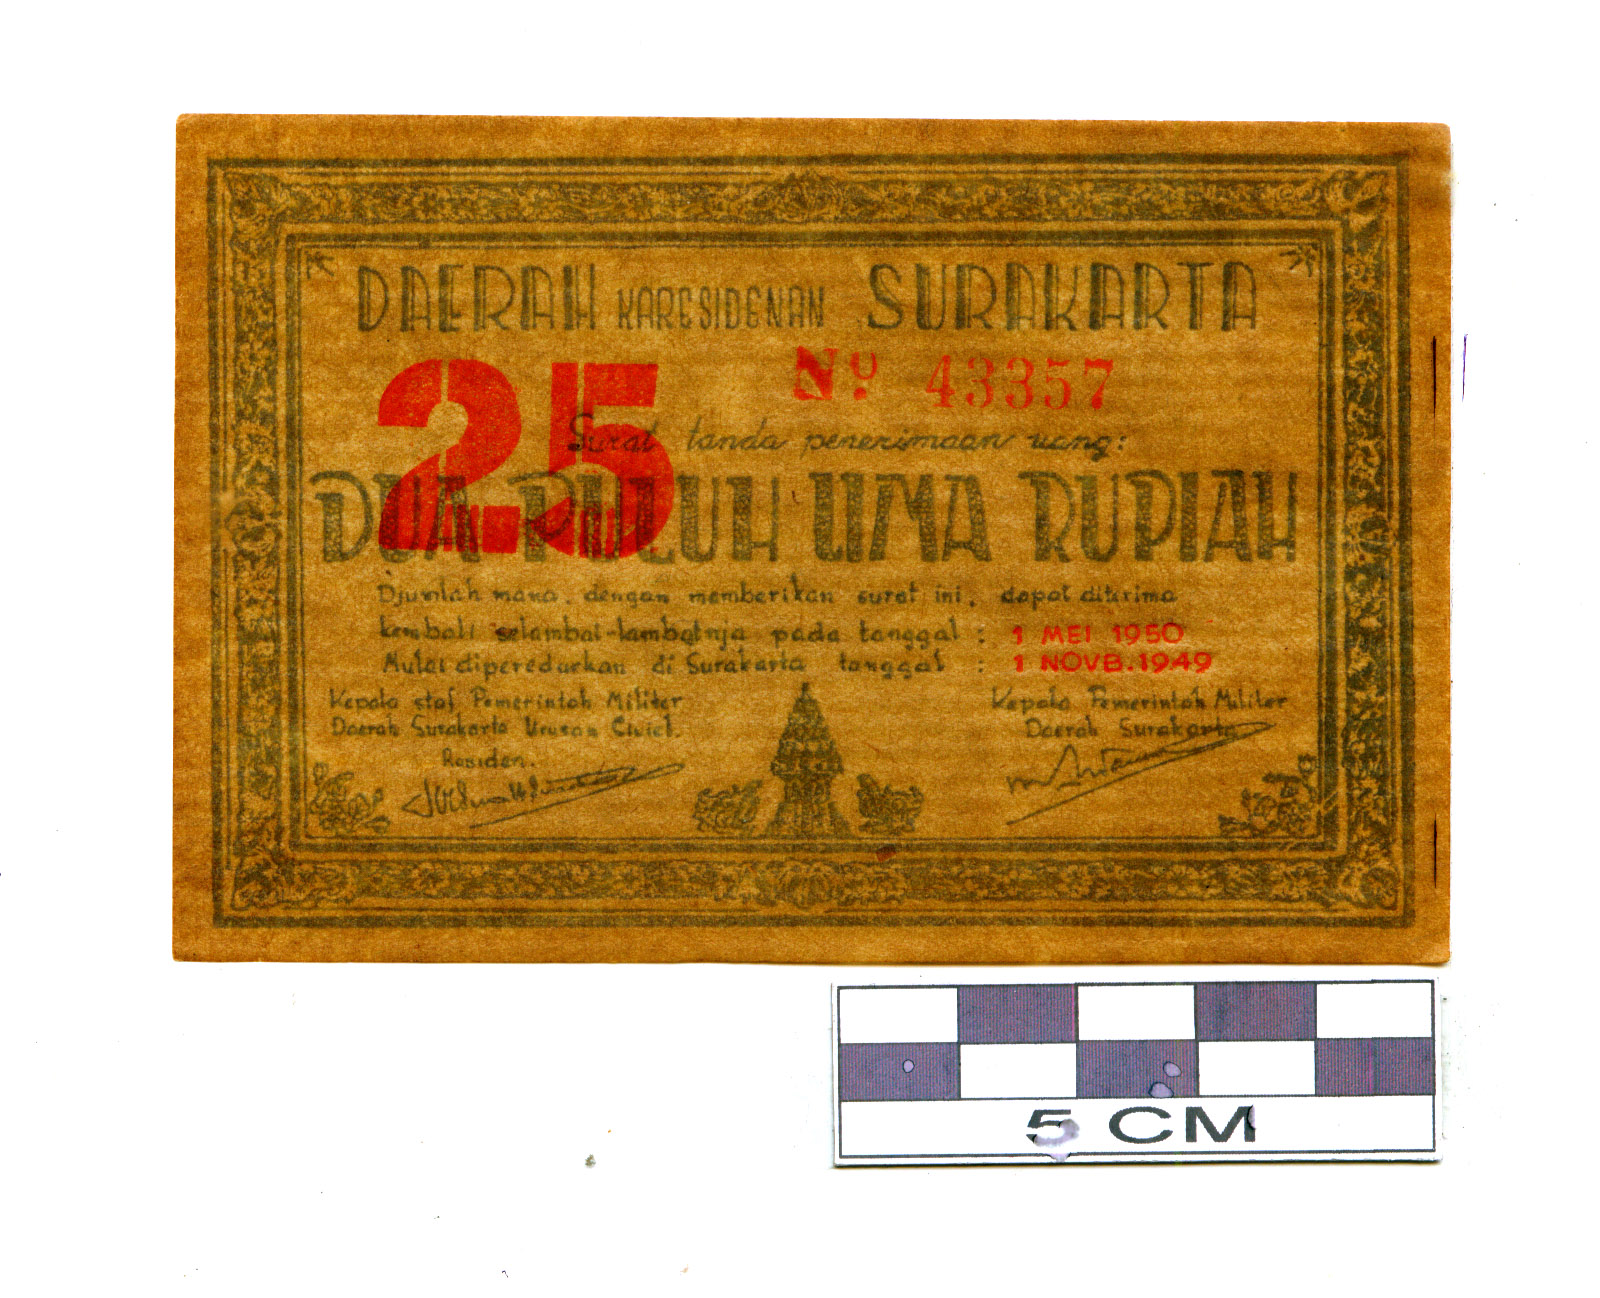 DAERAH KARESIDENAN SURAKARTA
25
No. 43357
Surat tanda penerimaan uang:
DUA PULUH LIMA RUPIAH
Djumlah mana, dengan memberikan surat ini, dapat diterima
kembali selambat-lambatnja pada tanggal : 1 MEI 1950
Mulai diperedarkan di Surakarta tanggal : 1 NOVB. 1949
Kepala staf Pemerintah Militer
Daerah Surakarta Urusan Civiel.
Residen.
Kepala Pemerintah Militer
Daerah Surakarta
5 CM